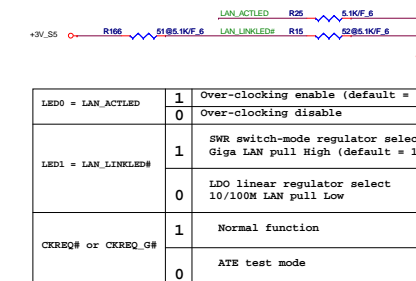 LAN_ACTLED R25 5.1K/F_6
+3V_S5 R166 51@5.1K/F_6 LAN_LINKLED# R15 52@5.1K/F_6
LED0 = LAN_ACTLED
1 Over-clocking enable (default =
0 Over-clocking disable
LED1 = LAN_LINKLED#
1 SWR switch-mode regulator selec
Giga LAN pull High (default = 1
0 LDO linear regulator select
10/100M LAN pull Low
CKREQ# or CKREQ_G#
1 Normal function
0 ATE test mode